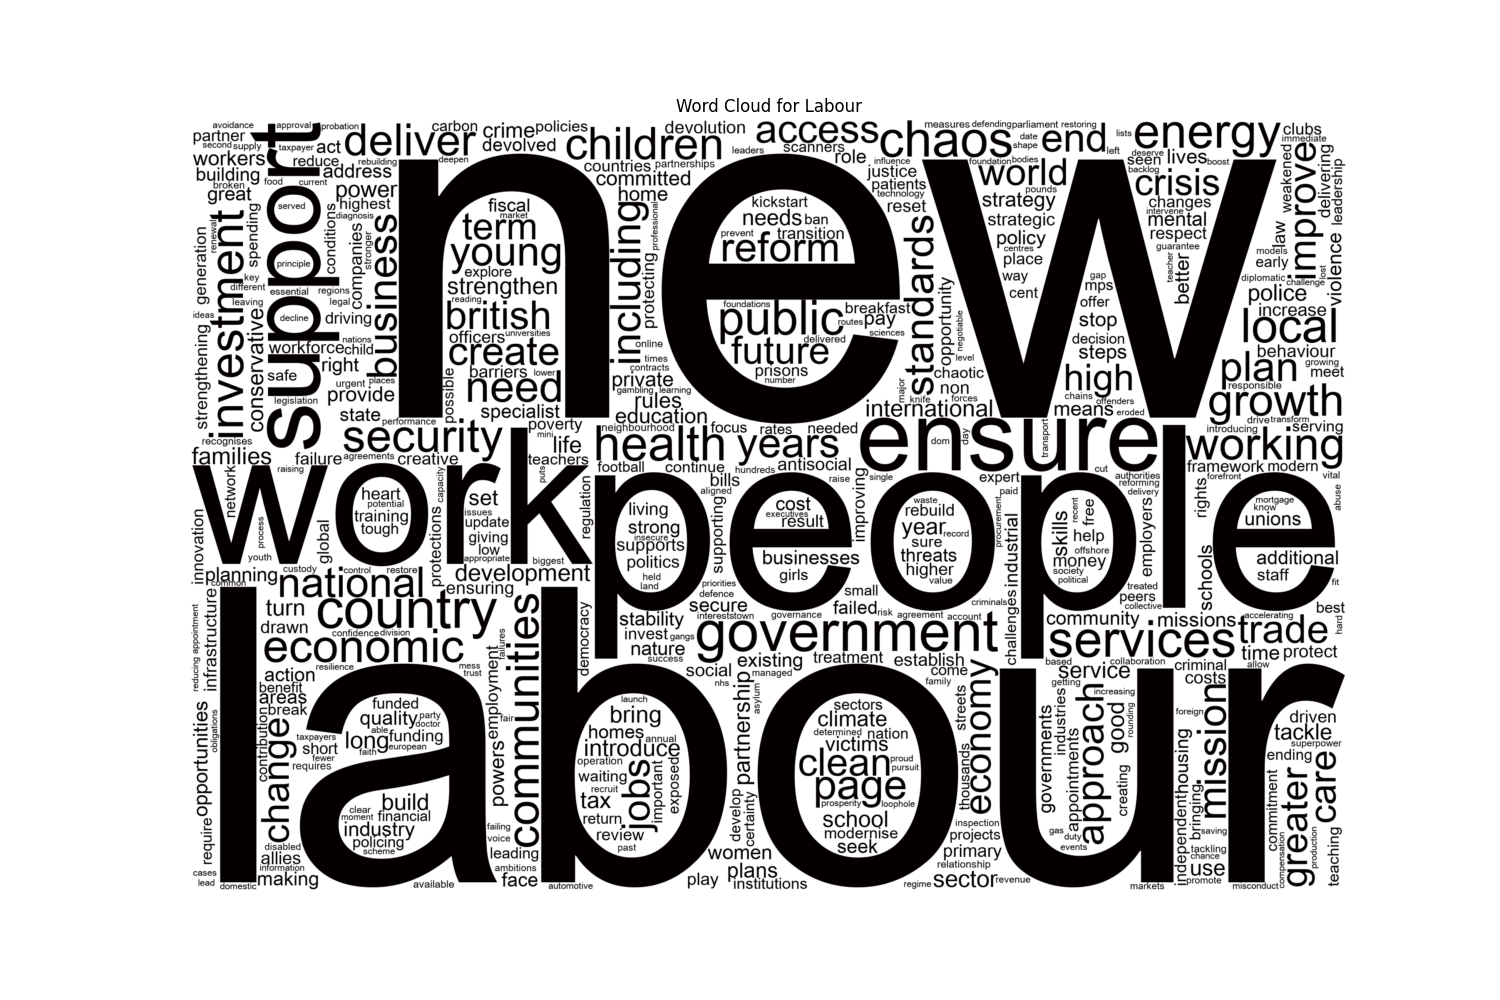 Word Cloud for Labour
avoidance
partner
second supply
workers
building
broken
great
approval
probation
taxpayer
act
reduce
rebuilding
address
food
current
power
highest
served
diagnosis
deliver
carbon
crime
policies
devolved
deepen
children
devolution
leaders
countries
partnerships
committed
home
access
scanners
role
influence
justice
patients
technology
reset
chaos
measures
defending
parliament
restoring
date
shape
end
left
lists
foundation
bodies
world
pounds
strategy
strategic
policy
centres
place
way
cent
energy
deserve
seen
lives
boost
backlog
crisis
changes
intervene
mental
respect
guarantee
teacher
better
clubs
immediate
improve
weakened
delivering
leadership
law
models
early
diplomatic
challenge
lost
violence
police
increase
local
behaviour
growing
plan
meet
responsible
growth
new
support
investment
renewal
spending
generation
key
different
principle
essential
leaving
regions
legal
conditions
companies
stronger
business
ideas
decline
driving
nations
conservative
workforce
child
strengthening
safe
right
urgent
places
provide
legislation
state
performance
fiscal
market
term
young
explore
strengthen
reading
british
officers
universities
create
barriers
lower
need
possible
specialist
including
professional
protecting
online
times
contracts
private
gambling
learning
rules
education
kickstart
needs
ban
prevent
transition
reform
foundations
public
breakfast
routes
pay
sciences
delivered
future
prisons
number
standards
opportunity
negotiable
level
chaotic
major
knife
non
forces
international
gap
mps
offer
stop
decision
steps
high
chains
offenders
means
eroded
recognises
families
raising
security
failure
agreements
creative
poverty
mini
life
teachers
puts
neighbourhood
focus
rates
needed
health
years
football
continue
hundreds
antisocial
ensure
dom
day
transport
drive
transform
introducing
serving
working
framework
modern
work
network
process
youth
global
heart
potential
training
tough
capacity
protections
set
issues
update
giving
low
appropriate
biggest
regulation
custody
control
restore
innovation
planning
common
people
bills
aligned
raise
supporting
improving
single
expert
paid
procurement
cut
authorities
reforming
delivery
rights
forefront
vital
abuse
living
strong
insecure
supports
politics
held
land
cost
executives
result
businesses
girls
waste
rebuild
year
record
sure
threats
higher
value
industrial
skills
recent
free
help
offshore
money
society
political
employers
mortgage
know
unions
additional
staff
fit
schools
national
development
ensuring
turn
country
drawn
confidence
division
economic
infrastructure
reducing
appointment
resilience
mess
trust
failures
communities
democracy
priorities
defence
secure
interests
town
small
failed
risk
governance
agreement
account
criminals
challenges
treated
peers
collective
community
missions
accelerating
best
hard
stability
invest
gangs
nature
success
government
services
trade
time
protect
action
benefit
areas
break
contribution
opportunities
obligations
change
employment
fair
powers
social
nhs
existing
managed
treatment
establish
come
family
partnership
asylum
based
getting
collaboration
service
criminal
allow
costs
labour
funded
quality
party
doctor
able
funding
long
faith
european
taxpayers
short
fewer
requires
launch
bring
homes
annual
introduce
operation
waiting
recruit
jobs
important
exposed
tax
return
review
past
sectors
climate
determined
nation
victims
proud
clean
pursuit
page
prosperity
loophole
school
modernise
seek
streets
economy
thousands
governments
industries
increasing
rounding
good
approach
appointments
creating
gas
duty
events
foreign
mission
housing
independent
bringing
driven
tackle
superpower
ending
commitment
greater
care
production
compensation
teaching
clear
moment
build
financial
industry
policing
scheme
require
disabled
allies
information
making
cases
lead
domestic
available
failing
voice
leading
ambitions
face
automotive
develop
certainty
women
plans
play
institutions
inspection
projects
primary
relationship
regime
sector
revenue
markets
saving
tackling
chance
use
promote
misconduct